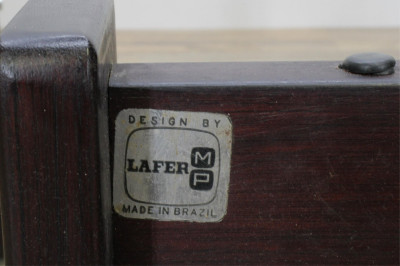 DESIGN BY
LAFER MP
MADE IN BRAZIL